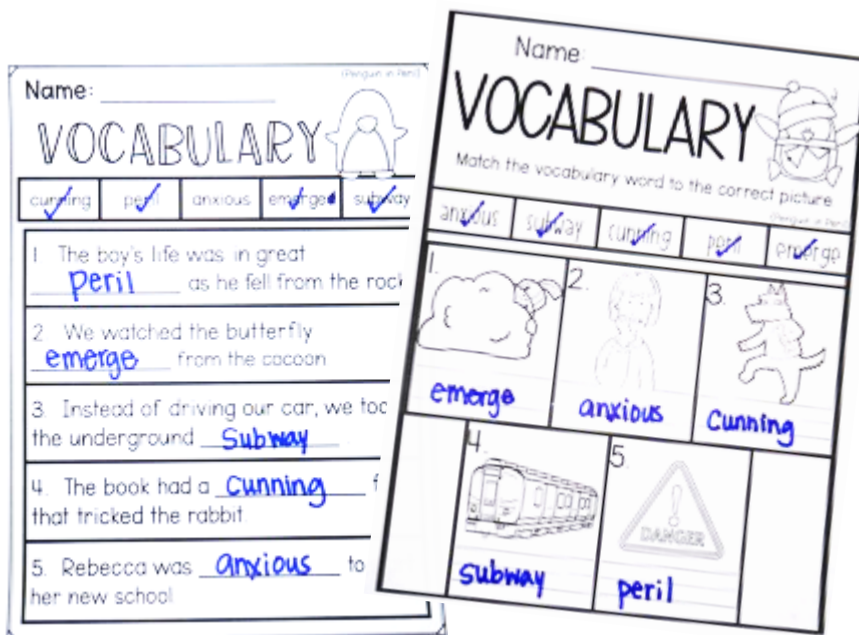 (Penguin in Peril)
Name:
VOCABULARY
cunning peril anxious emerge subway
1 The boy's life was in great
peril as he fell from the rock
2 We watched the butterfly
emerge from the cocoon
3. Instead of driving our car, we too
the underground subway
4. The book had a cunning f
that tricked the rabbit.
5. Rebecca was anxious to
her new school
Name:
VOCABULARY
Match the vocabulary word to the correct picture
(Penguin in Peril)
anxious subway cunning peril emerge
1.
emerge
2.
anxious
3.
Cunning
4.
subway
5.
DANGER
peril